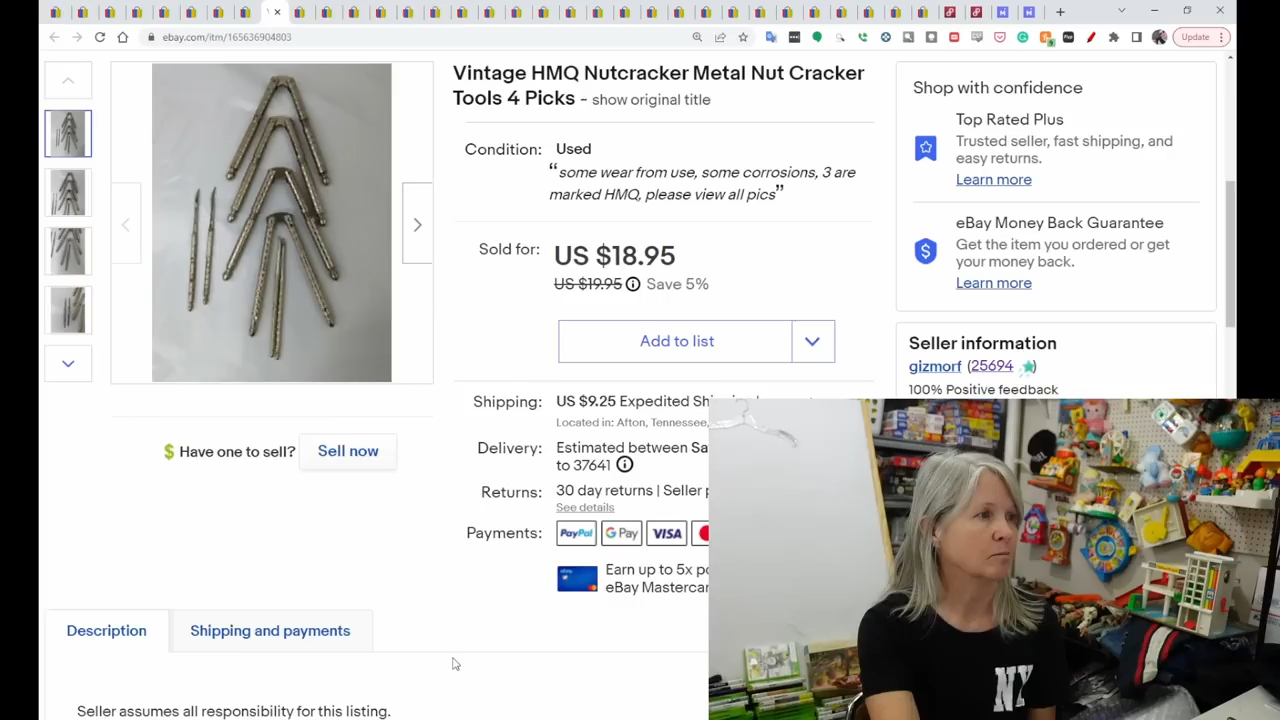 Update
ebay.com/itm/165636904803
Vintage HMQ Nutcracker Metal Nut Cracker
Tools 4 Picks - show original title
Condition: Used
“some wear from use, some corrosions, 3 are
marked HMQ, please view all pics”
Sold for: US $18.95
US $19.95 Save 5%
Add to list
Shipping: US $9.25 Expedited
Located in: Afton, Tennessee,
Delivery: Estimated between
to 37641
Returns: 30 day returns | Seller
See details
Payments: PayPal G Pay VISA
Earn up to 5x
eBay
$ Have one to sell? Sell now
Shop with confidence
Top Rated Plus
Trusted seller, fast shipping, and
easy returns.
Learn more
eBay Money Back Guarantee
Get the item you ordered or get
your money back.
Learn more
Seller information
gizmorf (25694)
100% Positive feedback
Description
Shipping and payments
Seller assumes all responsibility for this listing.
NY